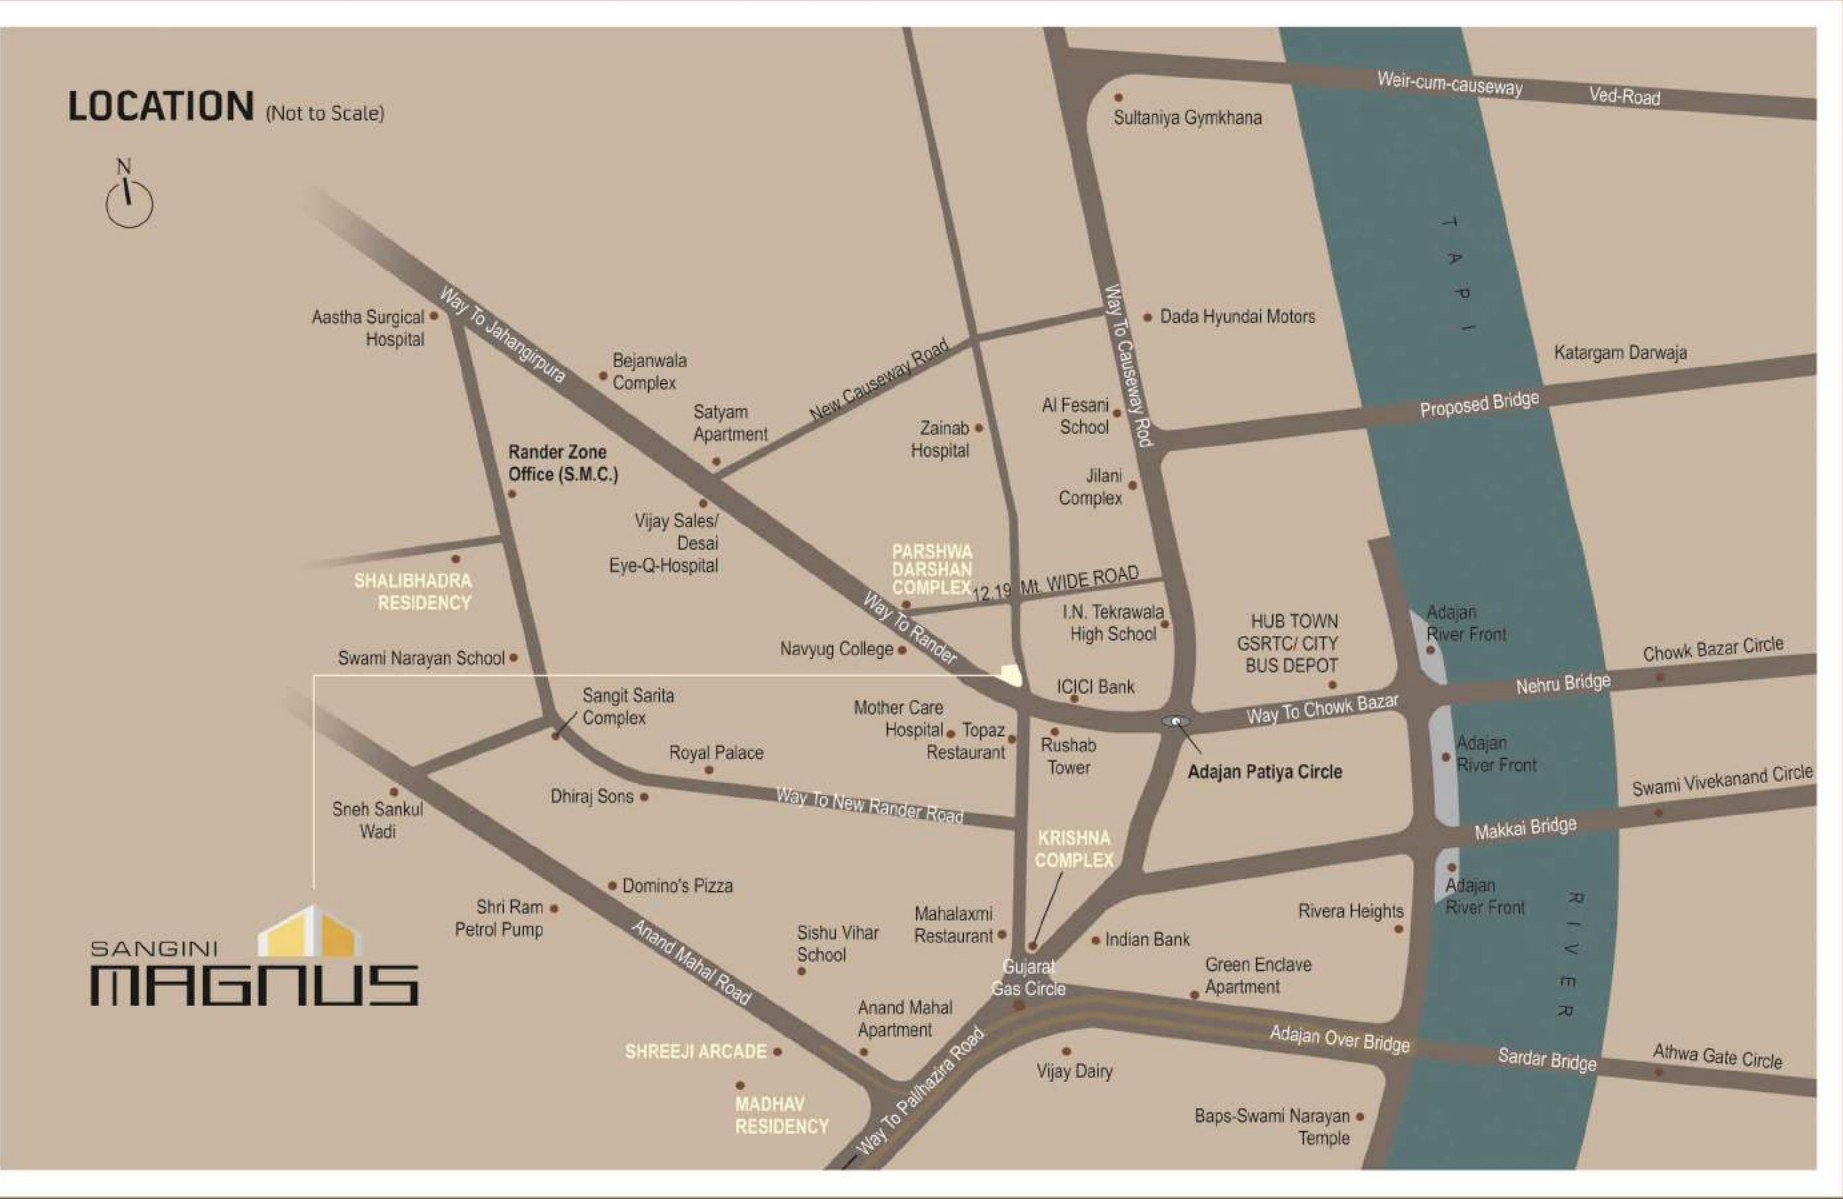 LOCATION (Not to Scale)
N
Weir-cum-causeway
Ved-Road
Sultaniya Gymkhana
T A P I
Aastha Surgical
Hospital
Way To Jahangirpura
Bejanwala
Complex
Satyam
Apartment
New Causeway Road
Way To Causeway Rod
Dada Hyundai Motors
Katargam Darwaja
Proposed Bridge
Al Fesani
School
Zainab
Hospital
Jilani
Complex
Rander Zone
Office (S.M.C.)
Vijay Sales/
Desai
Eye-Q-Hospital
PARSHWA
DARSHAN
COMPLEX
12.19 Mt. WIDE ROAD
SHALIBHADRA
RESIDENCY
Way To Rander
I.N. Tekrawala
High School
HUB TOWN
GSRTC/ CITY
BUS DEPOT
Adajan
River Front
Chowk Bazar Circle
Nehru Bridge
Navyug College
Swami Narayan School
Sangit Sarita
Complex
ICICI Bank
Way To Chowk Bazar
Mother Care
Hospital
Topaz
Restaurant
Rushab
Tower
Adajan Patiya Circle
Adajan
River Front
Royal Palace
Dhiraj Sons
Way To New Rander Road
Swami Vivekanand Circle
Makkai Bridge
Sneh Sankul
Wadi
KRISHNA
COMPLEX
Adajan
River Front
R I V E R
Domino's Pizza
Shri Ram
Petrol Pump
Anand Mahal Road
Sishu Vihar
School
Mahalaxmi
Restaurant
Indian Bank
Rivera Heights
Green Enclave
Apartment
Gujarat
Gas Circle
SANGINI
MAGNUS
Anand Mahal
Apartment
SHREEJI ARCADE
Adajan Over Bridge
Sardar Bridge
Athwa Gate Circle
Vijay Dairy
MADHAV
RESIDENCY
Way To Pal/hazira Road
Baps-Swami Narayan
Temple